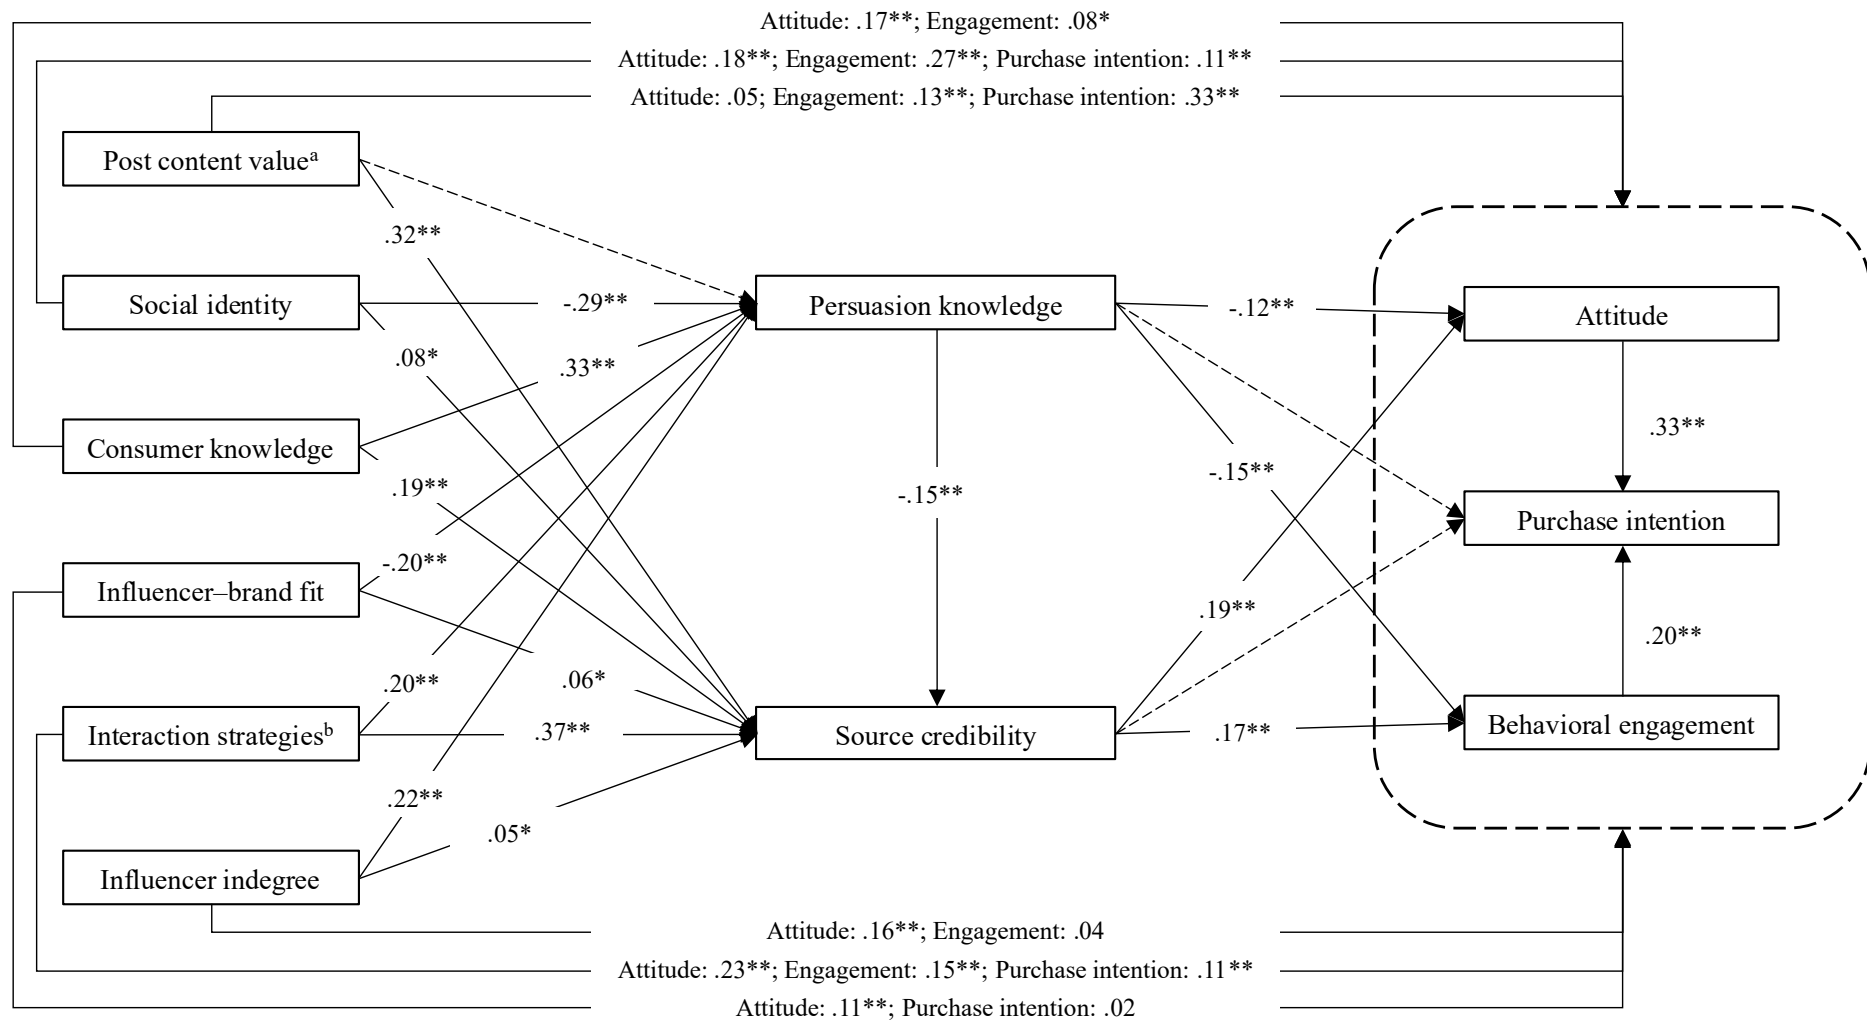 Attitude: .17**; Engagement: .08*
Attitude: .18**; Engagement: .27**; Purchase intention: .11**
Attitude: .05; Engagement: .13**; Purchase intention: .33**
Post content valueᵃ
.32**
Social identity
-.29**
Persuasion knowledge
-.12**
Attitude
.08*
.33**
.33**
Consumer knowledge
-.15**
.19**
-.15**
Purchase intention
-.20**
Influencer–brand fit
.19**
.20**
.06*
.20**
Interaction strategiesᵇ
.37**
Source credibility
.17**
Behavioral engagement
.22**
.05*
Influencer indegree
Attitude: .16**; Engagement: .04
Attitude: .23**; Engagement: .15**; Purchase intention: .11**
Attitude: .11**; Purchase intention: .02